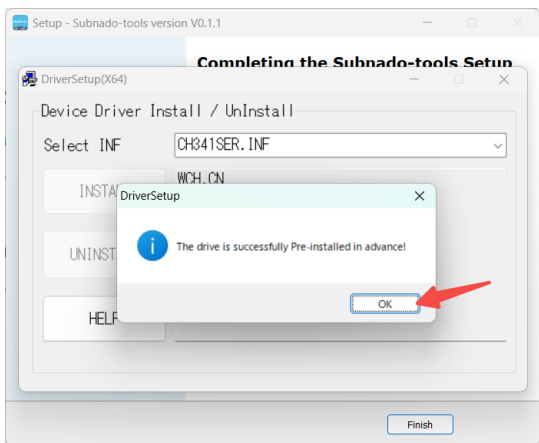 Setup - Subnado-tools version V0.1.1
Completing the Subnado-tools Setup
DriverSetup(X64)
Device Driver Install / UnInstall
Select INF
CH341SER.INF
WCH.CN
DriverSetup
The drive is successfully Pre-installed in advance!
OK
HELP
Finish